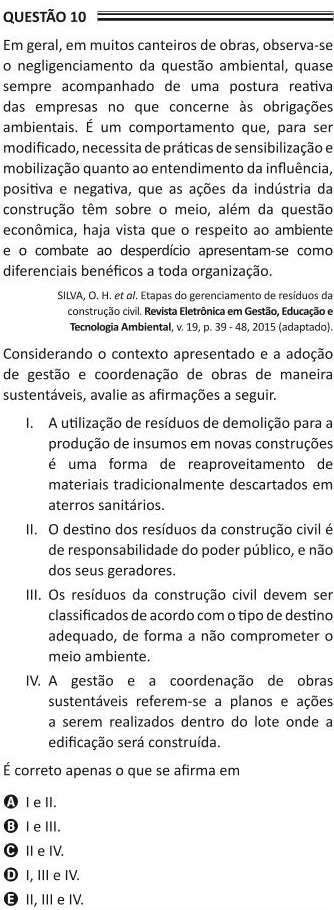 QUESTÃO 10
Em geral, em muitos canteiros de obras, observa-se
o negligenciamento da questão ambiental, quase
sempre acompanhado de uma postura reativa
das empresas no que concerne às obrigações
ambientais. É um comportamento que, para ser
modificado, necessita de práticas de sensibilização e
mobilização quanto ao entendimento da influência,
positiva e negativa, que as ações da indústria da
construção têm sobre o meio, além da questão
econômica, haja vista que o respeito ao ambiente
e o combate ao desperdício apresentam-se como
diferenciais benéficos a toda organização.
SILVA, O. H. et al. Etapas do gerenciamento de resíduos da
construção civil. Revista Eletrônica em Gestão, Educação e
Tecnologia Ambiental, v. 19, p. 39 - 48, 2015 (adaptado).
Considerando o contexto apresentado e a adoção
de gestão e coordenação de obras de maneira
sustentáveis, avalie as afirmações a seguir.
I. A utilização de resíduos de demolição para a
produção de insumos em novas construções
é uma forma de reaproveitamento de
materiais tradicionalmente descartados em
aterros sanitários.
II. O destino dos resíduos da construção civil é
de responsabilidade do poder público, e não
dos seus geradores.
III. Os resíduos da construção civil devem ser
classificados de acordo com o tipo de destino
adequado, de forma a não comprometer o
meio ambiente.
IV. A gestão e a coordenação de obras
sustentáveis referem-se a planos e ações
a serem realizados dentro do lote onde a
edificação será construída.
É correto apenas o que se afirma em
A I e II.
B I e III.
C II e IV.
D I, III e IV.
E II, III e IV.